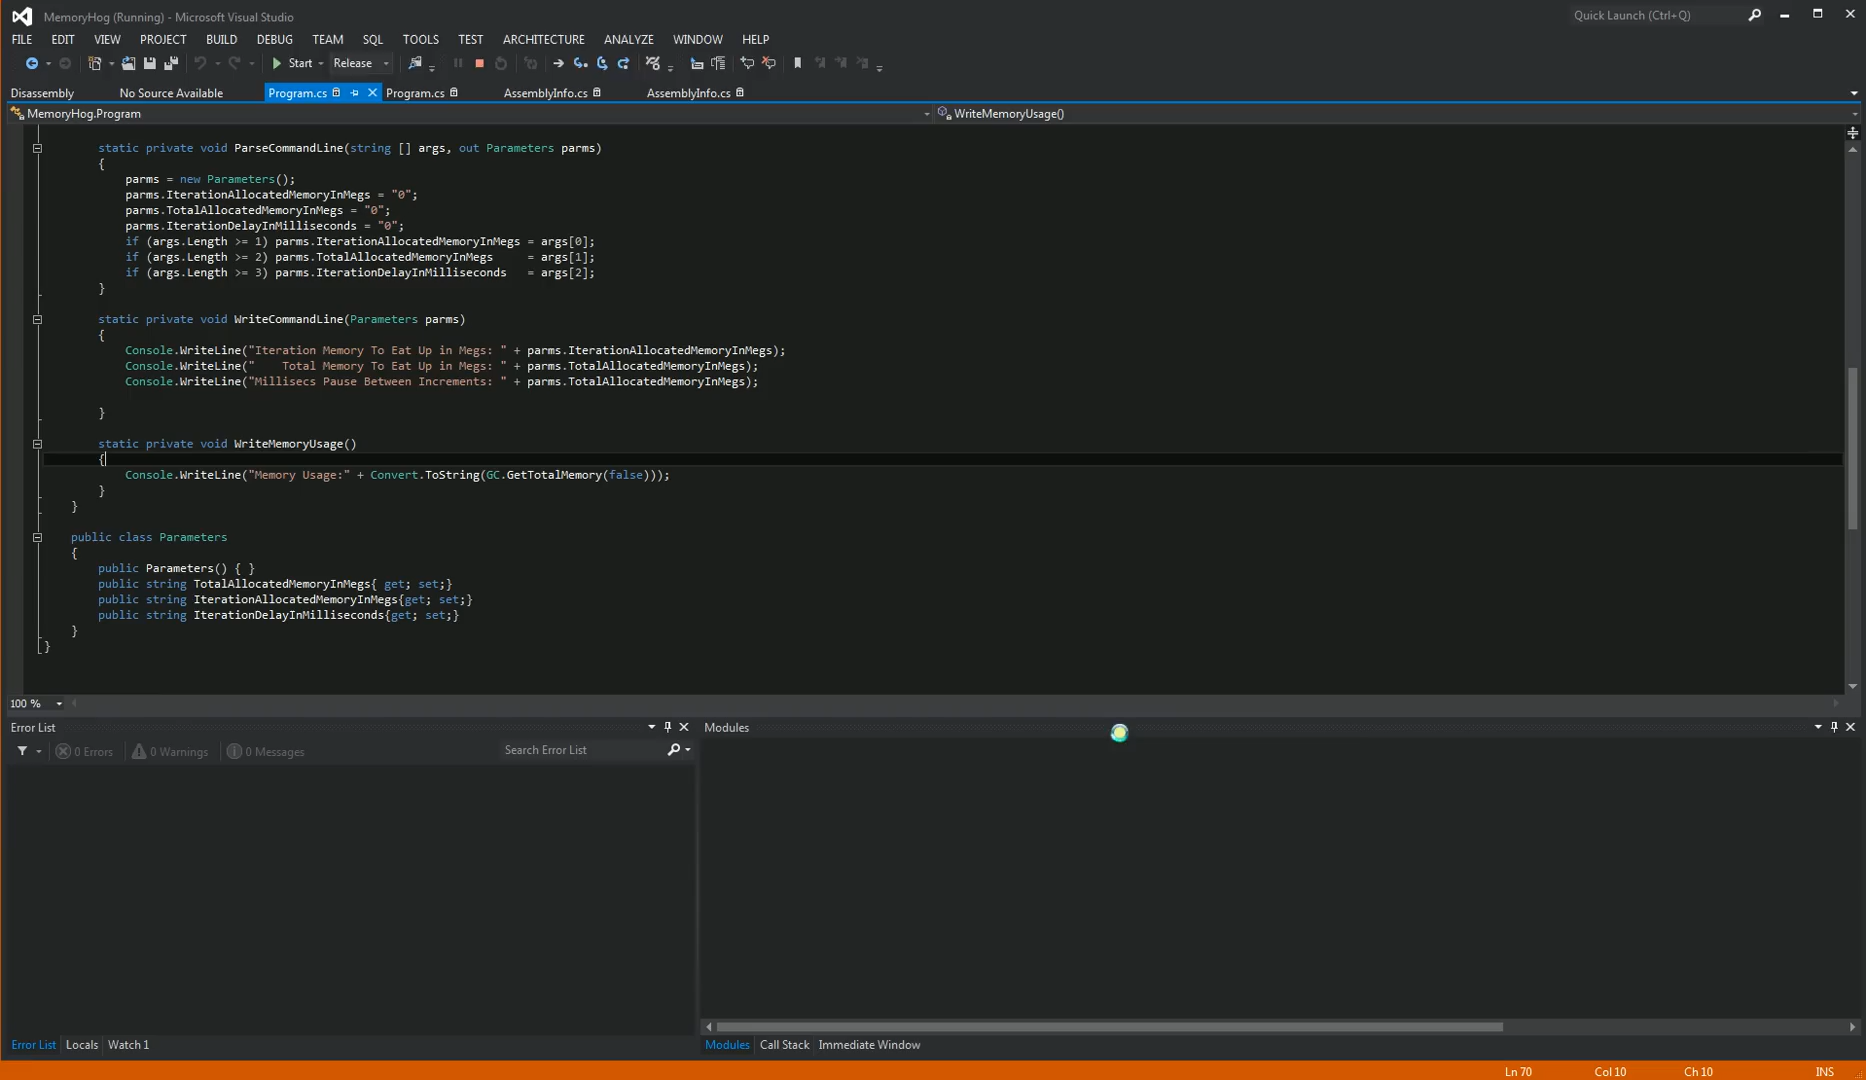 MemoryHog (Running) - Microsoft Visual Studio
Quick Launch (Ctrl+Q)
FILE EDIT VIEW PROJECT BUILD DEBUG TEAM SQL TOOLS TEST ARCHITECTURE ANALYZE WINDOW HELP
Start Release
Disassembly No Source Available Program.cs Program.cs AssemblyInfo.cs AssemblyInfo.cs
MemoryHog.Program WriteMemoryUsage()
static private void ParseCommandLine(string [] args, out Parameters parms)
{
parms = new Parameters();
parms.IterationAllocatedMemoryInMegs = "0";
parms.TotalAllocatedMemoryInMegs = "0";
parms.IterationDelayInMilliseconds = "0";
if (args.Length >= 1) parms.IterationAllocatedMemoryInMegs = args[0];
if (args.Length >= 2) parms.TotalAllocatedMemoryInMegs     = args[1];
if (args.Length >= 3) parms.IterationDelayInMilliseconds   = args[2];
}
static private void WriteCommandLine(Parameters parms)
{
Console.WriteLine("Iteration Memory To Eat Up in Megs: " + parms.IterationAllocatedMemoryInMegs);
Console.WriteLine("    Total Memory To Eat Up in Megs: " + parms.TotalAllocatedMemoryInMegs);
Console.WriteLine("Millisecs Pause Between Increments: " + parms.TotalAllocatedMemoryInMegs);
}
static private void WriteMemoryUsage()
{
Console.WriteLine("Memory Usage:" + Convert.ToString(GC.GetTotalMemory(false)));
}
}
public class Parameters
{
public Parameters() { }
public string TotalAllocatedMemoryInMegs{ get; set;}
public string IterationAllocatedMemoryInMegs{get; set;}
public string IterationDelayInMilliseconds{get; set;}
}
}
100 %
Error List
0 Errors 0 Warnings 0 Messages Search Error List
Error List Locals Watch 1
Modules
Modules Call Stack Immediate Window
Ln 70 Col 10 Ch 10 INS